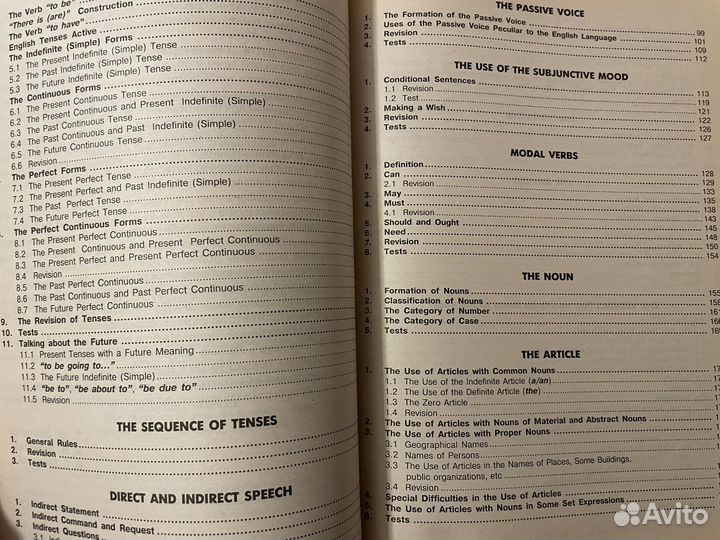 The Verb "to be"
"There is (are)" Construction
The Verb "to have"
English Tenses Active
The Indefinite (Simple) Forms
5.1 The Present Indefinite (Simple) Tense
5.2 The Past Indefinite (Simple) Tense
5.3 The Future Indefinite (Simple) Tense
The Continuous Forms
6.1 The Present Continuous Tense
6.2 The Present Continuous and Present Indefinite (Simple)
6.3 The Past Continuous Tense
6.4 The Past Continuous and Past Indefinite (Simple)
6.5 The Future Continuous Tense
6.6 Revision
The Perfect Forms
7.1 The Present Perfect Tense
7.2 The Present Perfect and Past Indefinite (Simple)
7.3 The Past Perfect Tense
7.4 The Future Perfect Tense
The Perfect Continuous Forms
8.1 The Present Perfect Continuous
8.2 The Present Continuous and Present Perfect Continuous
8.3 The Present Perfect and Present Perfect Continuous
8.4 Revision
8.5 The Past Perfect Continuous
8.6 The Past Continuous and Past Perfect Continuous
8.7 The Future Perfect Continuous
9. The Revision of Tenses
10. Tests
11. Talking about the Future
11.1 Present Tenses with a Future Meaning
11.2 "to be going to..."
11.3 The Future Indefinite (Simple)
11.4 "be to", "be about to", "be due to"
11.5 Revision
THE SEQUENCE OF TENSES
1. General Rules
2. Revision
3. Tests
DIRECT AND INDIRECT SPEECH
1. Indirect Statement
2. Indirect Command and Request
3. Indirect Questions
THE PASSIVE VOICE
1. The Formation of the Passive Voice 99
2. Uses of the Passive Voice Peculiar to the English Language 101
3. Revision 109
4. Tests 112
THE USE OF THE SUBJUNCTIVE MOOD
1. Conditional Sentences 113
1.1 Revision 119
1.2 Test 121
2. Making a Wish 122
3. Revision 126
4. Tests 127
MODAL VERBS
1. Definition 128
2. Can 129
2.1 Revision 133
3. May 135
4. Must 138
4.1 Revision 143
5. Should and Ought 145
6. Need 148
7. Revision 150
8. Tests 154
THE NOUN
1. Formation of Nouns 155
2. Classification of Nouns
3. The Category of Number
4. The Category of Case
5. Tests
THE ARTICLE
1. The Use of Articles with Common Nouns
1.1 The Use of the Indefinite Article (a/an)
1.2 The Use of the Definite Article (the)
1.3 The Zero Article
1.4 Revision
2. The Use of Articles with Nouns of Material and Abstract Nouns
3. The Use of Articles with Proper Nouns
3.1 Geographical Names
3.2 Names of Persons
3.3 The Use of Articles in the Names of Places, Some Buildings,
public organizations, etc
3.4 Revision
4. Special Difficulties in the Use of Articles
5. The Use of Articles with Nouns in Some Set Expressions
6. Tests
Avito